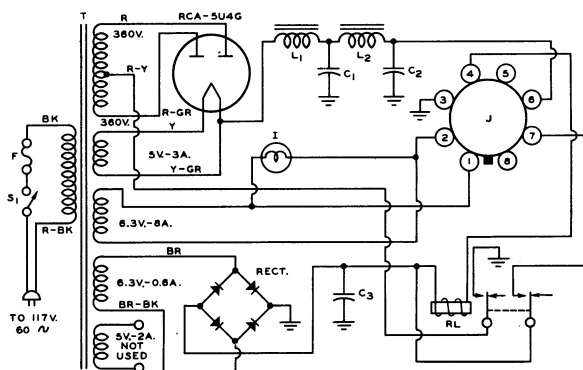 T
R
RCA-5U4G
360V.
R-Y
360V.
R-GR
Y
5V.-3A.
Y-GR
L1
L2
C1
C2
I
J
4
5
3
6
2
7
1
8
BK
F
S1
R-BK
TO 117V.
60 ~
6.3V.-8A.
BR
6.3V.-0.6A.
BR-BK
5V.-2A.
NOT
USED
RECT.
C3
RL